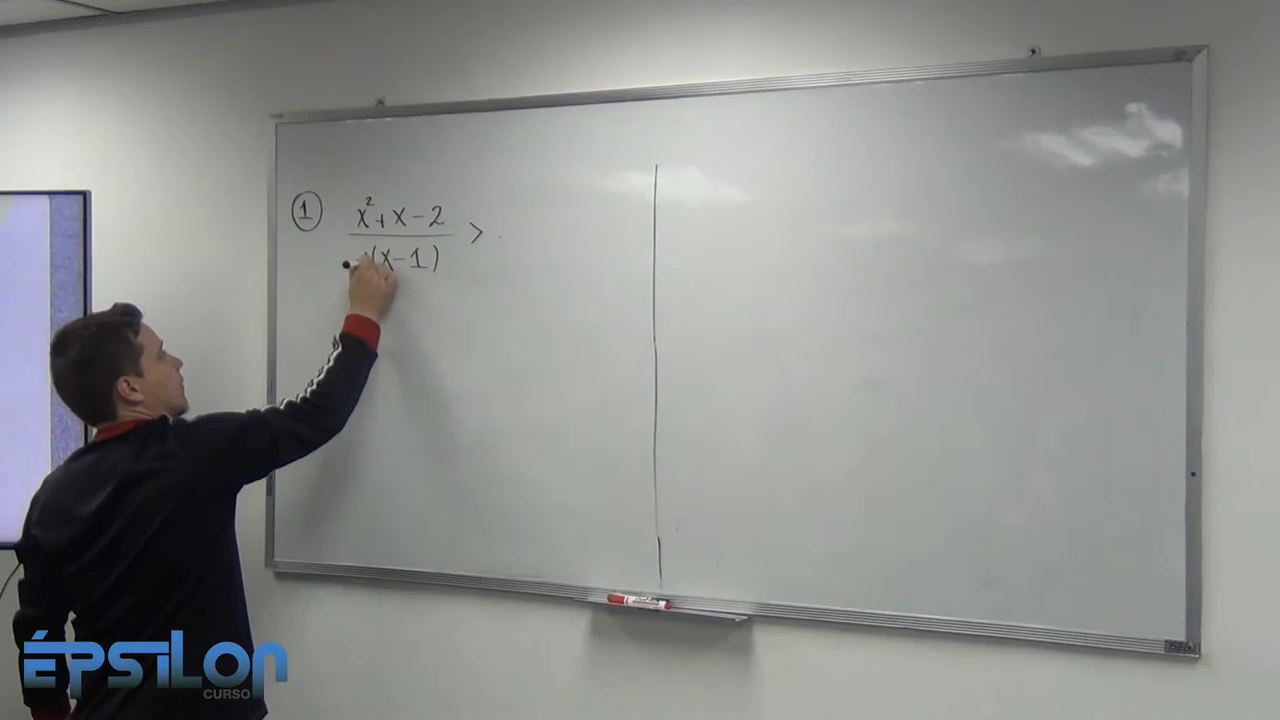 ① x² + x - 2 >
(x - 1)
ÉPSILON
CURSO